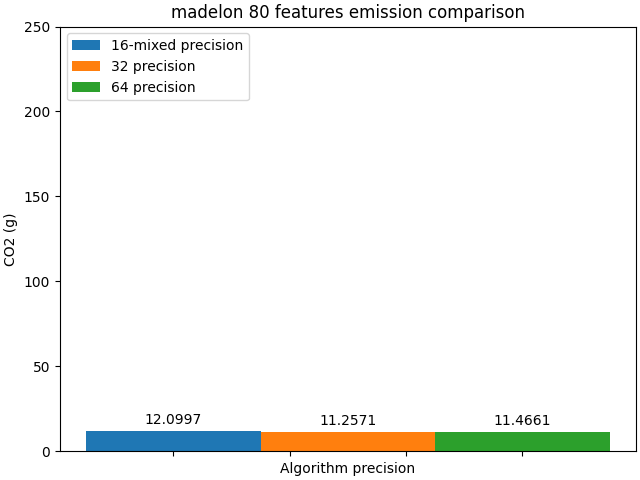 madelon 80 features emission comparison
250
16-mixed precision
32 precision
64 precision
200
150
CO2 (g)
100
50
12.0997
11.2571
11.4661
0
Algorithm precision